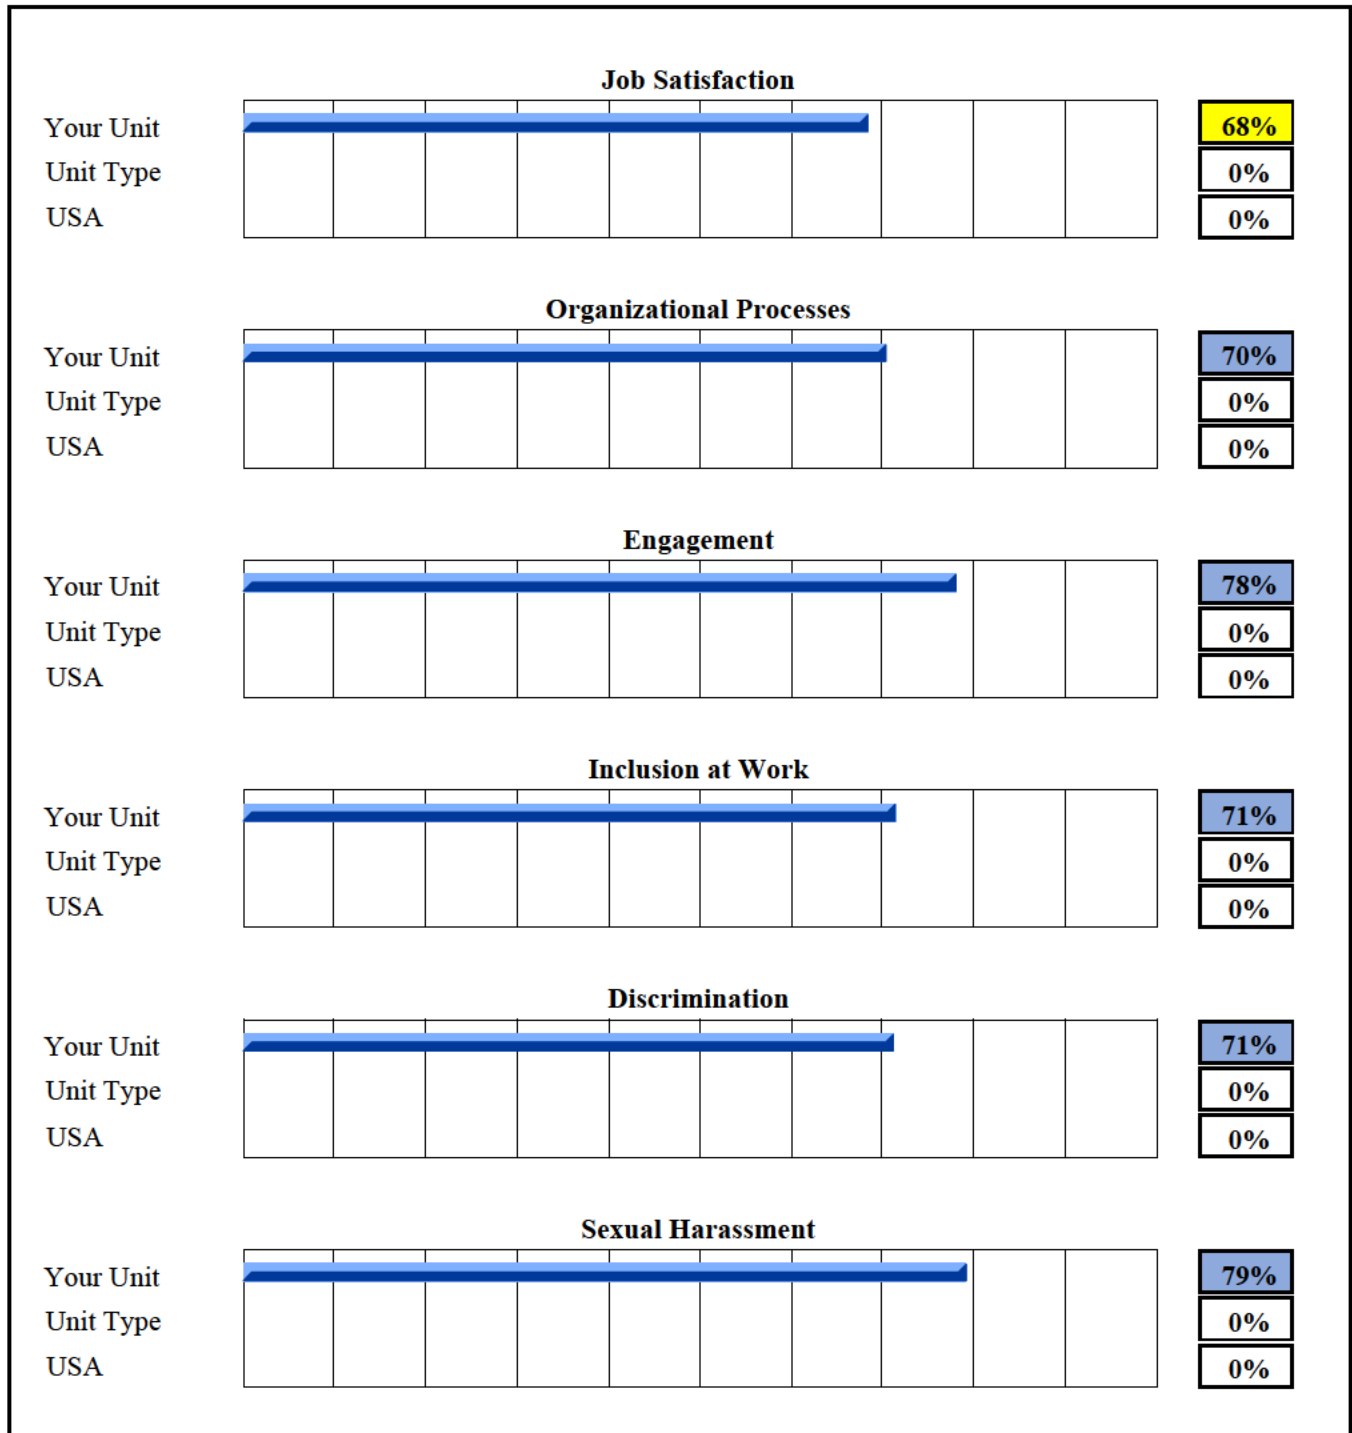 Job Satisfaction
Your Unit 68%
Unit Type 0%
USA 0%
Organizational Processes
Your Unit 70%
Unit Type 0%
USA 0%
Engagement
Your Unit 78%
Unit Type 0%
USA 0%
Inclusion at Work
Your Unit 71%
Unit Type 0%
USA 0%
Discrimination
Your Unit 71%
Unit Type 0%
USA 0%
Sexual Harassment
Your Unit 79%
Unit Type 0%
USA 0%